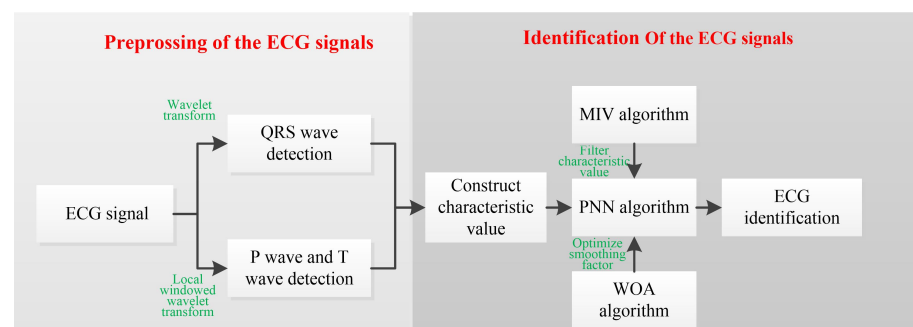 Preprossing of the ECG signals
Identification Of the ECG signals
Wavelet
transform
QRS wave
detection
ECG signal
P wave and T
wave detection
Local
windowed
wavelet
transform
Construct
characteristic
value
MIV algorithm
Filter
characteristic
value
PNN algorithm
Optimize
smoothing
factor
WOA
algorithm
ECG
identification